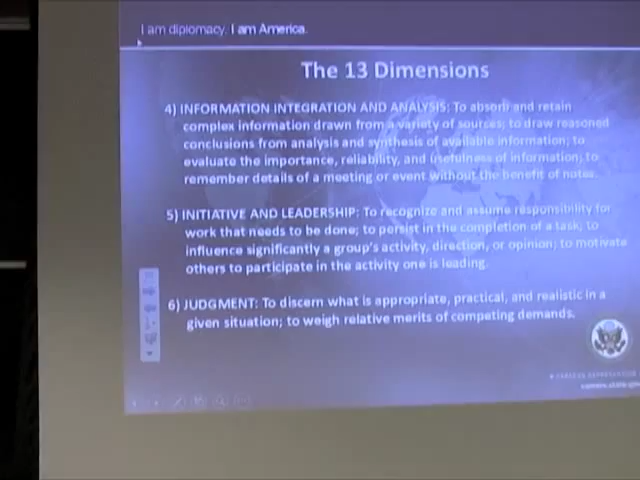 I am diplomacy. I am America.
The 13 Dimensions
4) INFORMATION INTEGRATION AND ANALYSIS: To absorb and retain
complex information drawn from a variety of sources; to draw reasoned
conclusions from analysis and synthesis of available information; to
evaluate the importance, reliability, and usefulness of information; to
remember details of a meeting or event without the benefit of notes.
5) INITIATIVE AND LEADERSHIP: To recognize and assume responsibility for
work that needs to be done; to persist in the completion of a task; to
influence significantly a group's activity, direction, or opinion; to motivate
others to participate in the activity one is leading.
6) JUDGMENT: To discern what is appropriate, practical, and realistic in a
given situation; to weigh relative merits of competing demands.